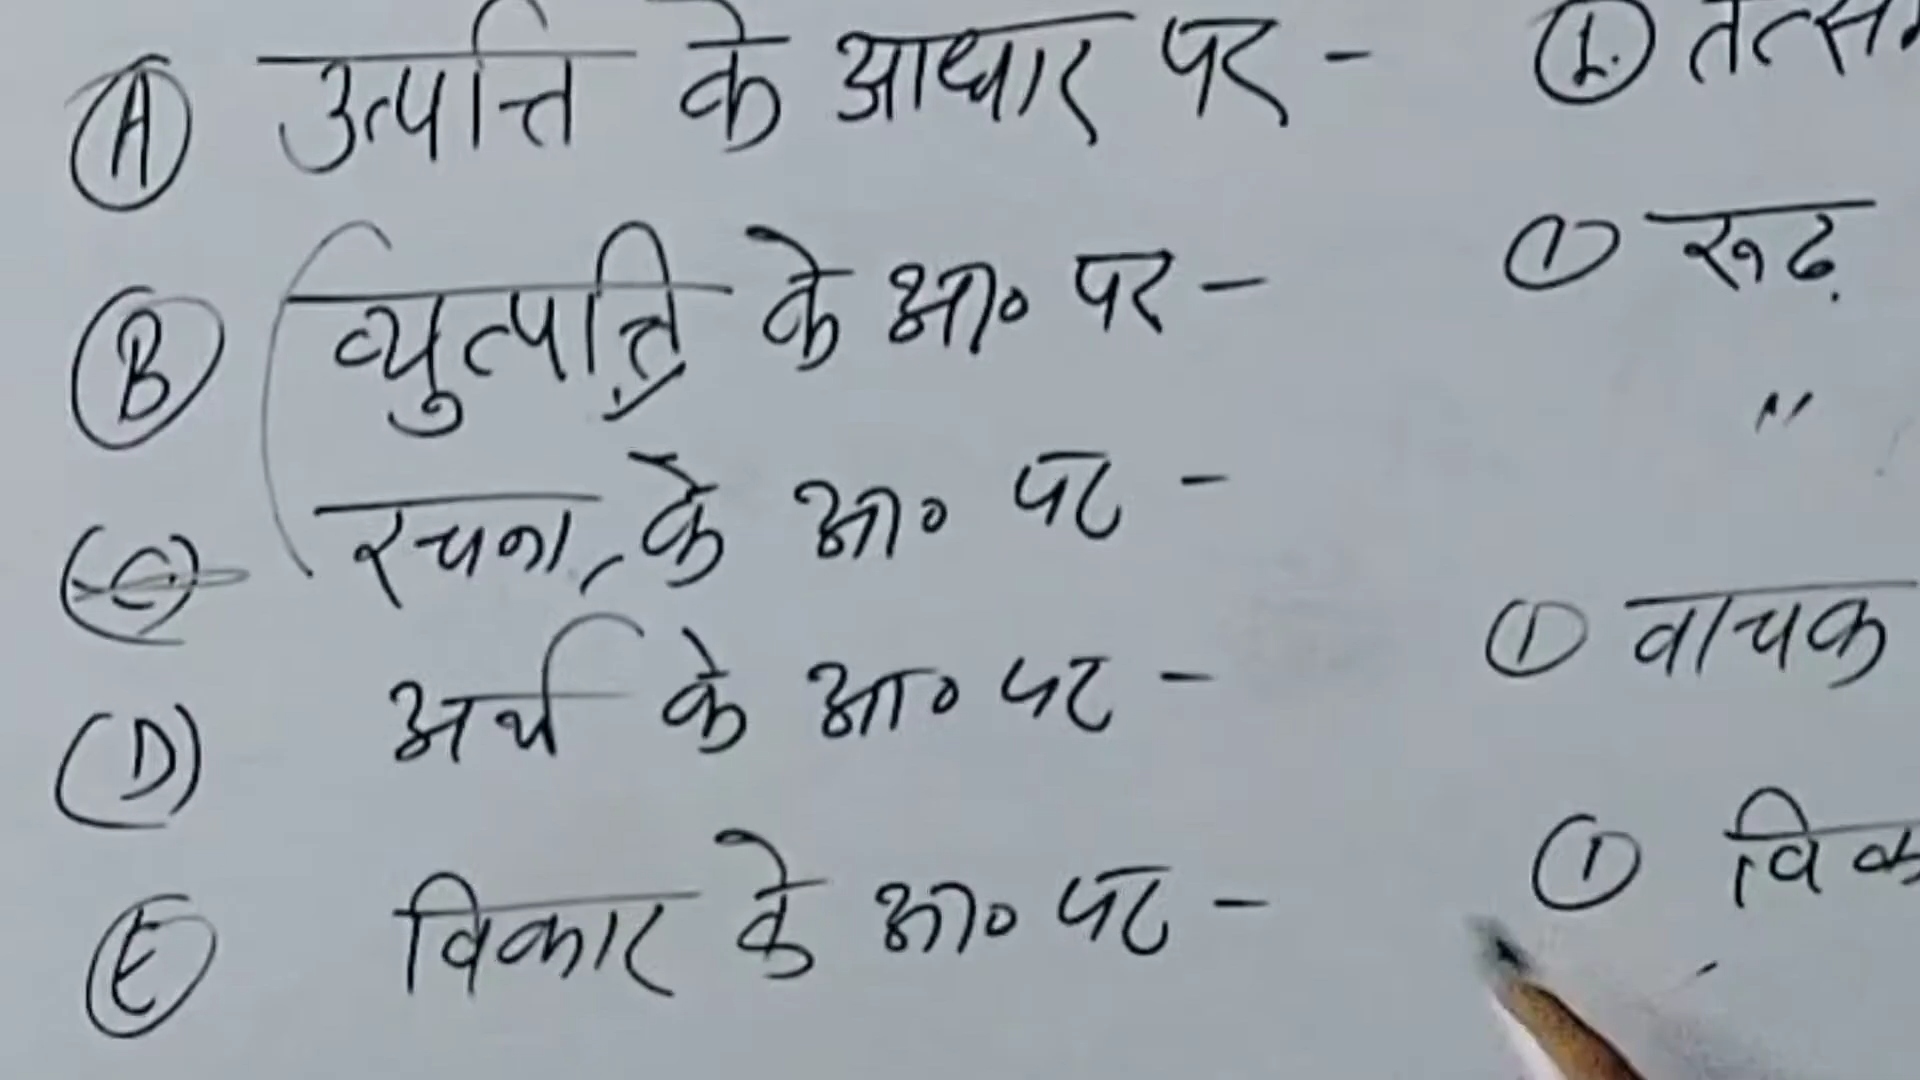 (A) उत्पत्ति के आधार पर - (1.) तत्सम
(B) व्युत्पत्ति के आ० पर - (1) रूढ़
"
(C) रचना के आ० पर -
(D) अर्थ के आ० पर - (1) वाचक
(E) विकार के आ० पर - (1) विक